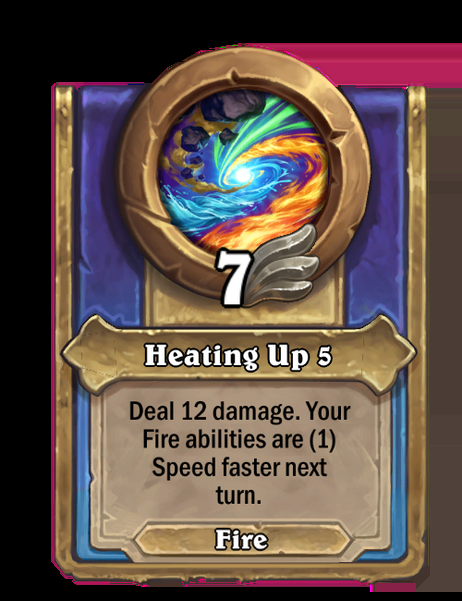 7
Heating Up 5
Deal 12 damage. Your
Fire abilities are (1)
Speed faster next
turn.
Fire